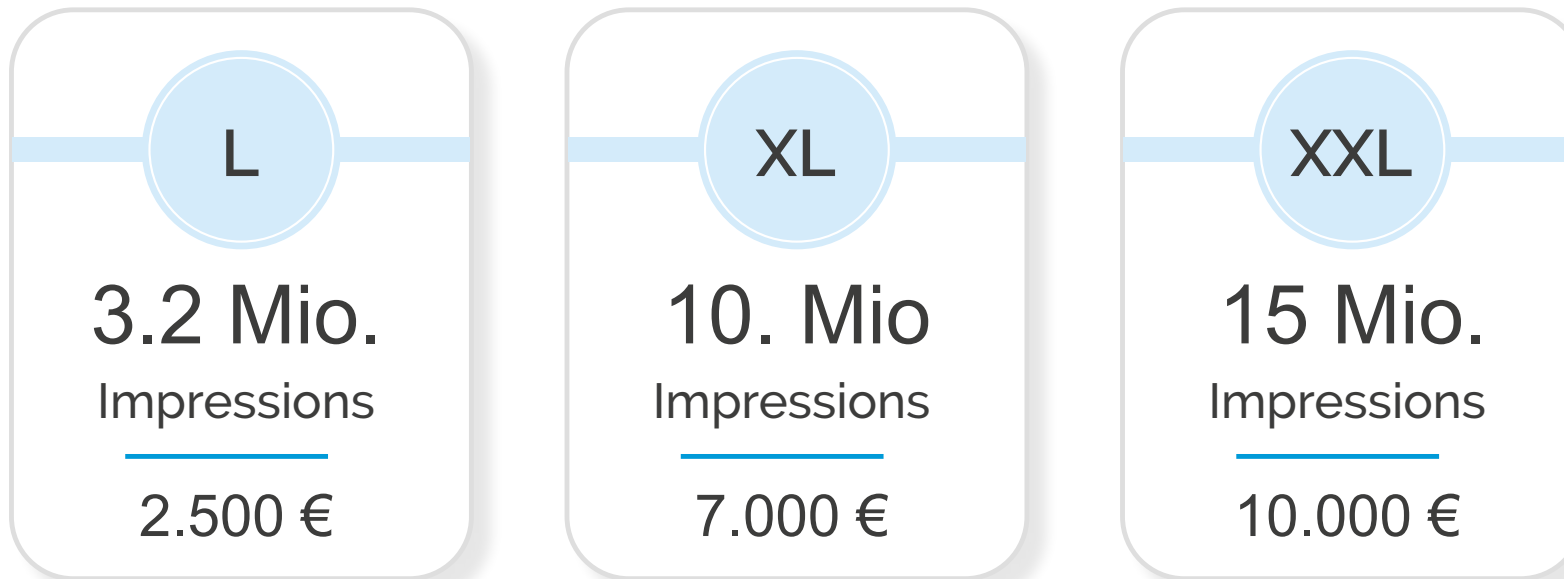 L
3.2 Mio.
Impressions
2.500 €
XL
10. Mio
Impressions
7.000 €
XXL
15 Mio.
Impressions
10.000 €